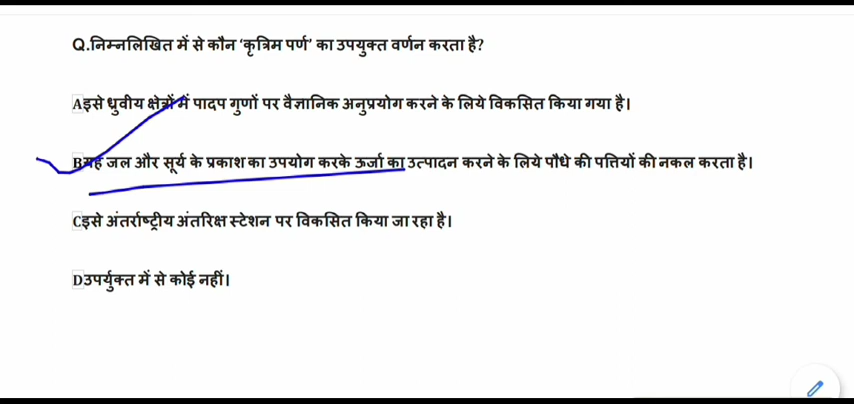 Q.निम्नलिखित में से कौन ‘कृत्रिम पर्ण’ का उपयुक्त वर्णन करता है?
Aइसे ध्रुवीय क्षेत्रों में पादप गुणों पर वैज्ञानिक अनुप्रयोग करने के लिये विकसित किया गया है।
Bयह जल और सूर्य के प्रकाश का उपयोग करके ऊर्जा का उत्पादन करने के लिये पौधे की पत्तियों की नकल करता है।
Cइसे अंतर्राष्ट्रीय अंतरिक्ष स्टेशन पर विकसित किया जा रहा है।
Dउपर्युक्त में से कोई नहीं।